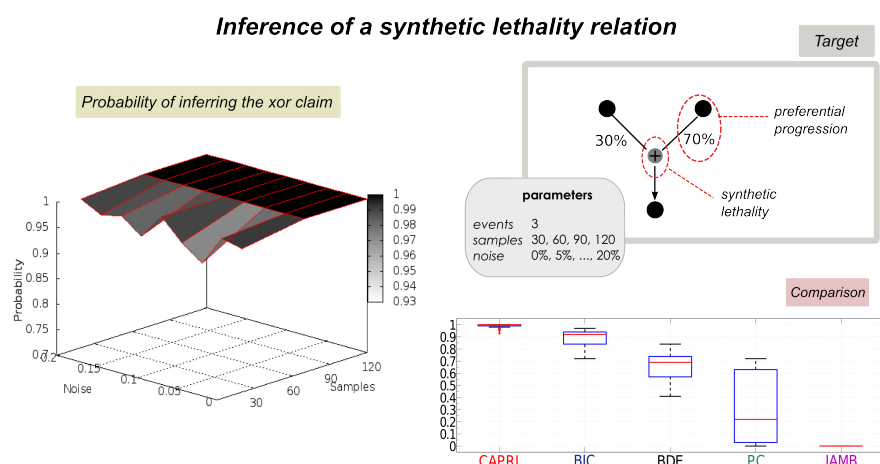 Inference of a synthetic lethality relation
Target
Probability of inferring the xor claim
preferential
progression
30%
70%
synthetic
lethality
parameters
events 3
samples 30, 60, 90, 120
noise 0%, 5%, ..., 20%
1
0.95
0.9
0.85
0.8
0.75
0.7
Probability
0.2
0.15
0.1
0.05
0
Noise
30
60
90
120
Samples
1
0.99
0.98
0.97
0.96
0.95
0.94
0.93
Comparison
1
0.9
0.8
0.7
0.6
0.5
0.4
0.3
0.2
0.1
0
CAPRI BIC BDE PC IAMB